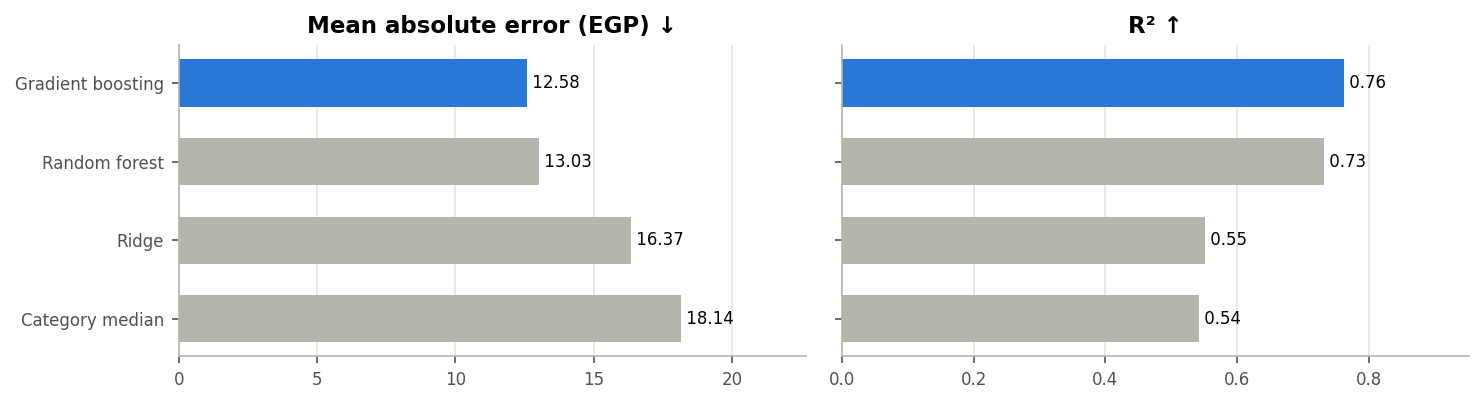 Mean absolute error (EGP) ↓
Gradient boosting
12.58
Random forest
13.03
Ridge
16.37
Category median
18.14
0 5 10 15 20
R² ↑
0.76
0.73
0.55
0.54
0.0 0.2 0.4 0.6 0.8